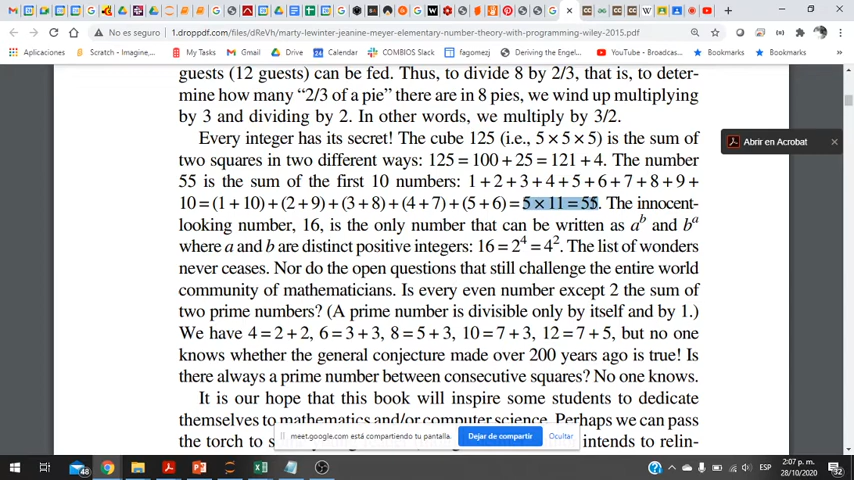 No es seguro | 1.droppdf.com/files/dReVh/marty-lewinter-jeanine-meyer-elementary-number-theory-with-programming-wiley-2015.pdf
Aplicaciones Scratch - Imagine,... My Tasks Gmail Drive Calendar COMBIOS Slack fagomezj Deriving the Engel... YouTube - Broadcas... Other bookmarks
guests (12 guests) can be fed. Thus, to divide 8 by 2/3, that is, to deter-
mine how many “2/3 of a pie” there are in 8 pies, we wind up multiplying
by 3 and dividing by 2. In other words, we multiply by 3/2.
Every integer has its secret! The cube 125 (i.e., 5 × 5 × 5) is the sum of
Abrir en Acrobat
two squares in two different ways: 125 = 100 + 25 = 121 + 4. The number
55 is the sum of the first 10 numbers: 1 + 2 + 3 + 4 + 5 + 6 + 7 + 8 + 9 +
10 = (1 + 10) + (2 + 9) + (3 + 8) + (4 + 7) + (5 + 6) = 5 × 11 = 55. The innocent-
looking number, 16, is the only number that can be written as a^b and b^a
where a and b are distinct positive integers: 16 = 2^4 = 4^2. The list of wonders
never ceases. Nor do the open questions that still challenge the entire world
community of mathematicians. Is every even number except 2 the sum of
two prime numbers? (A prime number is divisible only by itself and by 1.)
We have 4 = 2 + 2, 6 = 3 + 3, 8 = 5 + 3, 10 = 7 + 3, 12 = 7 + 5, but no one
knows whether the general conjecture made over 200 years ago is true! Is
there always a prime number between consecutive squares? No one knows.
It is our hope that this book will inspire some students to dedicate
themselves to mathematics and/or computer science. Perhaps we can pass
the torch to s
meet.google.com está compartiendo tu pantalla. Dejar de compartir Ocultar
intends to relin-
48
ESP
2:07 p. m.
28/10/2020
32